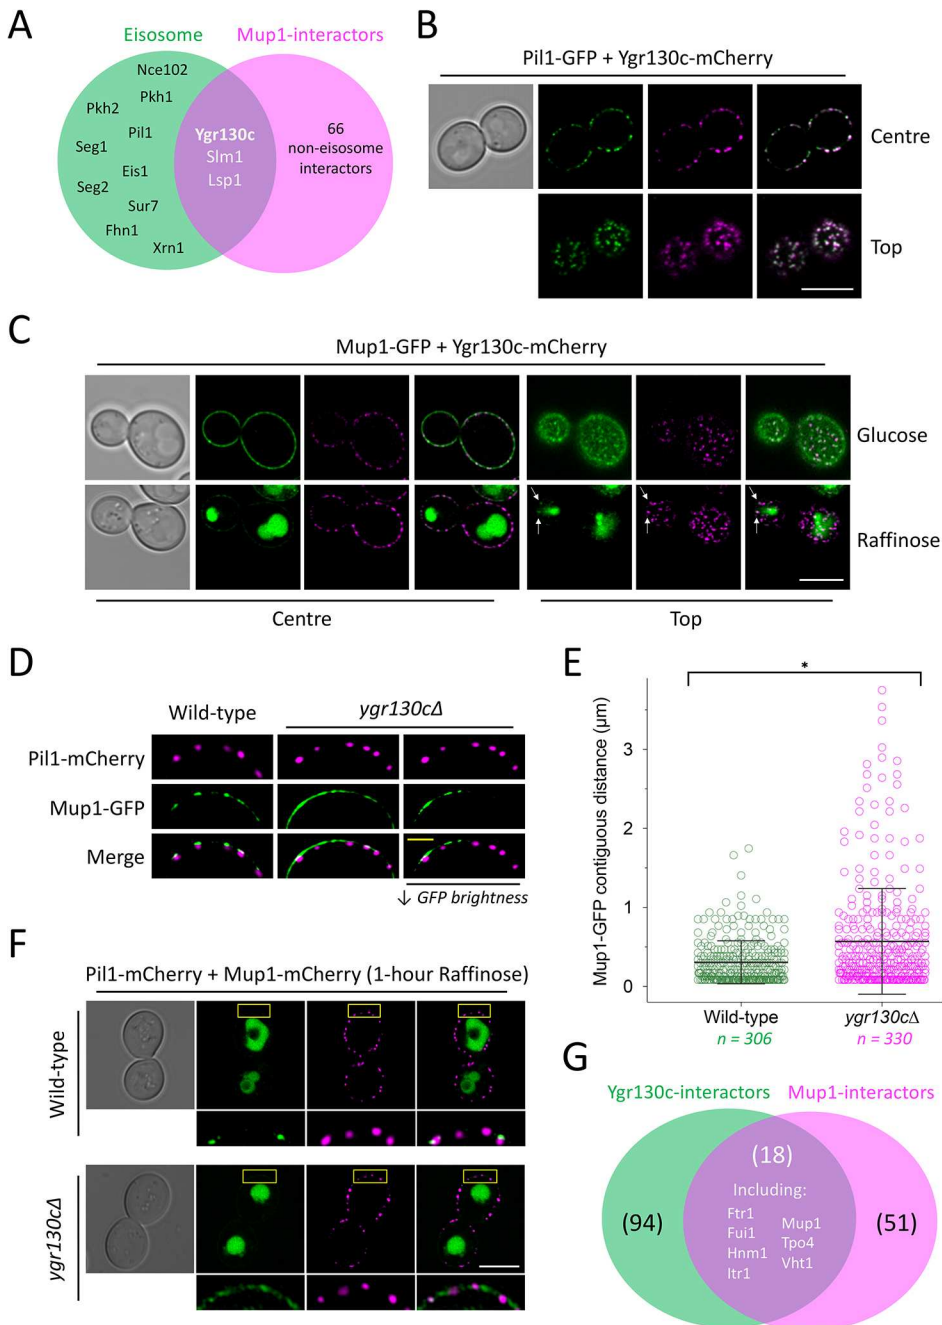 A
Eisosome
Mup1-interactors
Nce102
Pkh2
Pkh1
Pil1
Seg1
Eis1
Seg2
Sur7
Fhn1
Xrn1
Ygr130c
Slm1
Lsp1
66
non-eisosome
interactors
B
Pil1-GFP + Ygr130c-mCherry
Centre
Top
C
Mup1-GFP + Ygr130c-mCherry
Glucose
Raffinose
Centre
Top
D
Wild-type
ygr130cΔ
Pil1-mCherry
Mup1-GFP
Merge
↓ GFP brightness
E
*
Mup1-GFP contiguous distance (μm)
3
2
1
0
Wild-type
ygr130cΔ
n = 306
n = 330
F
Pil1-mCherry + Mup1-mCherry (1-hour Raffinose)
Wild-type
ygr130cΔ
G
Ygr130c-interactors
Mup1-interactors
(94)
(18)
Including:
Ftr1
Fui1
Hnm1
Itr1
Mup1
Tpo4
Vht1
(51)